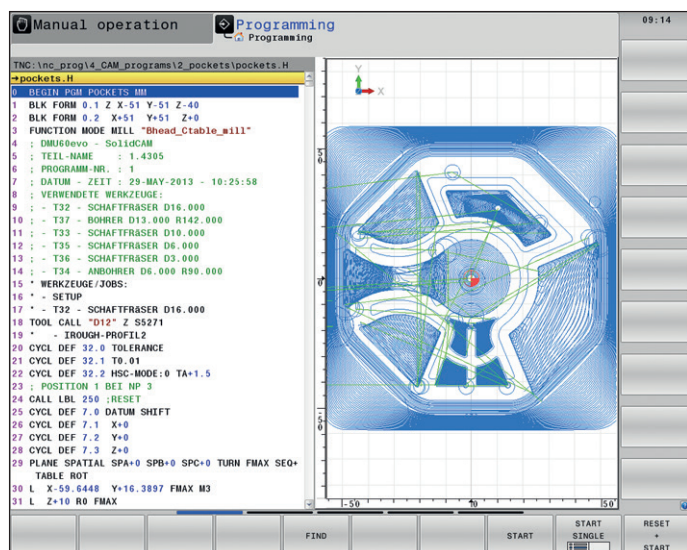 Manual operation
Programming
Programming
09:14
TNC:\nc_prog\4_CAM_programs\2_pockets\pockets.H
→pockets.H
0 BEGIN PGM POCKETS MM
1 BLK FORM 0.1 Z X-51 Y-51 Z-40
2 BLK FORM 0.2 X+51 Y+51 Z+0
3 FUNCTION MODE MILL "Bhead_Ctable_mill"
4 ; DMU60evo - SolidCAM
5 ; TEIL-NAME : 1.4305
6 ; PROGRAMM-NR. : 1
7 ; DATUM - ZEIT : 29-MAY-2013 - 10:25:58
8 ; VERWENDETE WERKZEUGE:
9 ; - T32 - SCHAFTFRäSER D16.000
10 ; - T37 - BOHRER D13.000 R142.000
11 ; - T33 - SCHAFTFRäSER D10.000
12 ; - T35 - SCHAFTFRäSER D6.000
13 ; - T36 - SCHAFTFRäSER D3.000
14 ; - T34 - ANBOHRER D6.000 R90.000
15 * WERKZEUGE/JOBS:
16 * - SETUP
17 * - T32 - SCHAFTFRäSER D16.000
18 TOOL CALL "D12" Z S5271
19 * - IROUGH-PROFIL2
20 CYCL DEF 32.0 TOLERANCE
21 CYCL DEF 32.1 T0.01
22 CYCL DEF 32.2 HSC-MODE:0 TA+1.5
23 ; POSITION 1 BEI NP 3
24 CALL LBL 250 ;RESET
25 CYCL DEF 7.0 DATUM SHIFT
26 CYCL DEF 7.1 X+0
27 CYCL DEF 7.2 Y+0
28 CYCL DEF 7.3 Z+0
29 PLANE SPATIAL SPA+0 SPB+0 SPC+0 TURN FMAX SEQ+
TABLE ROT
30 L X-59.6448 Y+16.3897 FMAX M3
31 L Z+10 R0 FMAX
Y
X
50
0
-50
-50
0
50
FIND
START
START
SINGLE
RESET
+
START